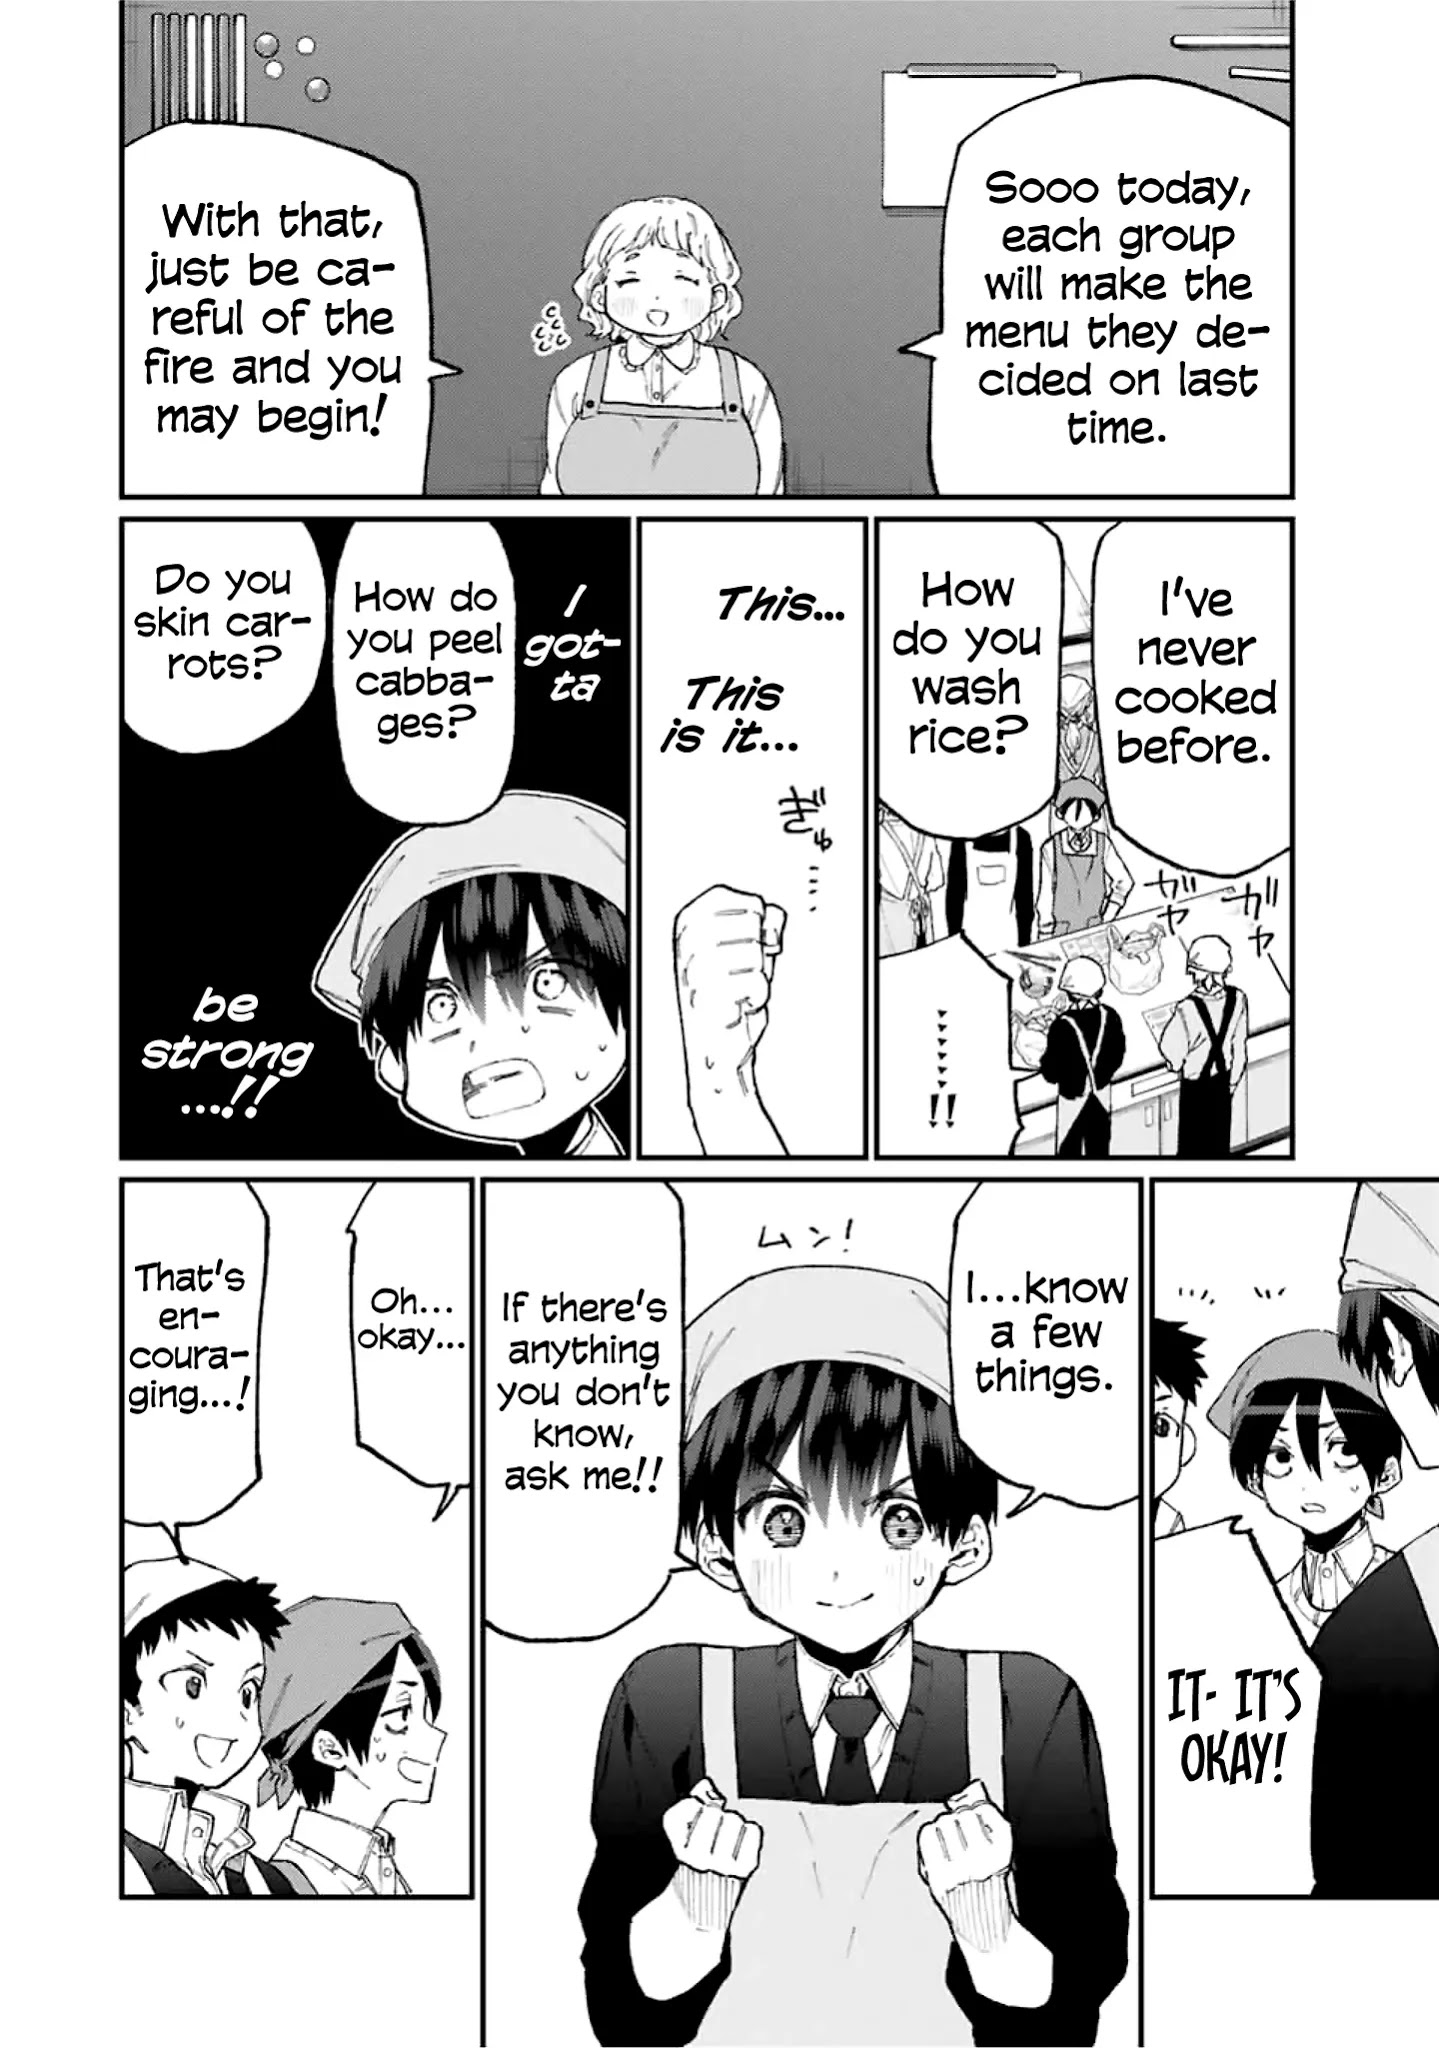 Sooo today,
each group
will make the
menu they de-
cided on last
time.
With that,
just be ca-
reful of the
fire and you
may begin!
I've
never
cooked
before.
How
do you
wash
rice?
ガヤ
ガヤ
......!!
This...
This
is it...
ぎゅ
....
I
got-
ta
How do
you peel
cabba-
ges?
Do you
skin car-
rots?
be
strong
...!!
IT- IT'S
OKAY!
I...know
a few
things.
ムン!
If there's
anything
you don't
know,
ask me!!
Oh...
okay...
That's
en-
coura-
ging...!